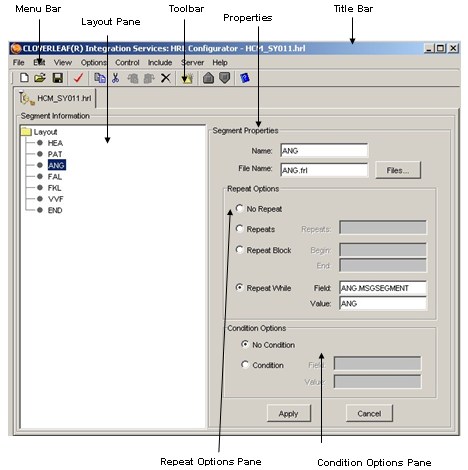 Menu Bar
Layout Pane
Toolbar
Properties
Title Bar
CLOVERLEAF(R) Integration Services: HRL Configurator - HCM_SY011.hrl
File Edit View Options Control Include Server Help
HCM_SY011.hrl
Segment Information
Layout
HEA
PAT
ANG
FAL
FKL
VVF
END
Segment Properties
Name: ANG
File Name: ANG.frl Files...
Repeat Options
No Repeat
Repeats Repeats:
Repeat Block Begin:
End:
Repeat While Field: ANG.MSGSEGMENT
Value: ANG
Condition Options
No Condition
Condition Field:
Value:
Apply Cancel
Repeat Options Pane
Condition Options Pane